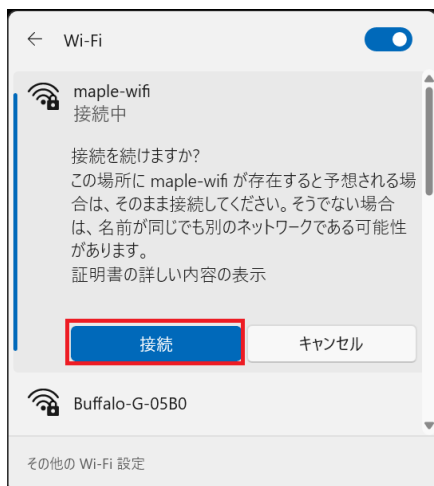 Wi-Fi
maple-wifi
接続中
接続を続けますか?
この場所に maple-wifi が存在すると予想される場
合は、そのまま接続してください。そうでない場合
は、名前が同じでも別のネットワークである可能性
があります。
証明書の詳しい内容の表示
接続
キャンセル
Buffalo-G-05B0
その他の Wi-Fi 設定